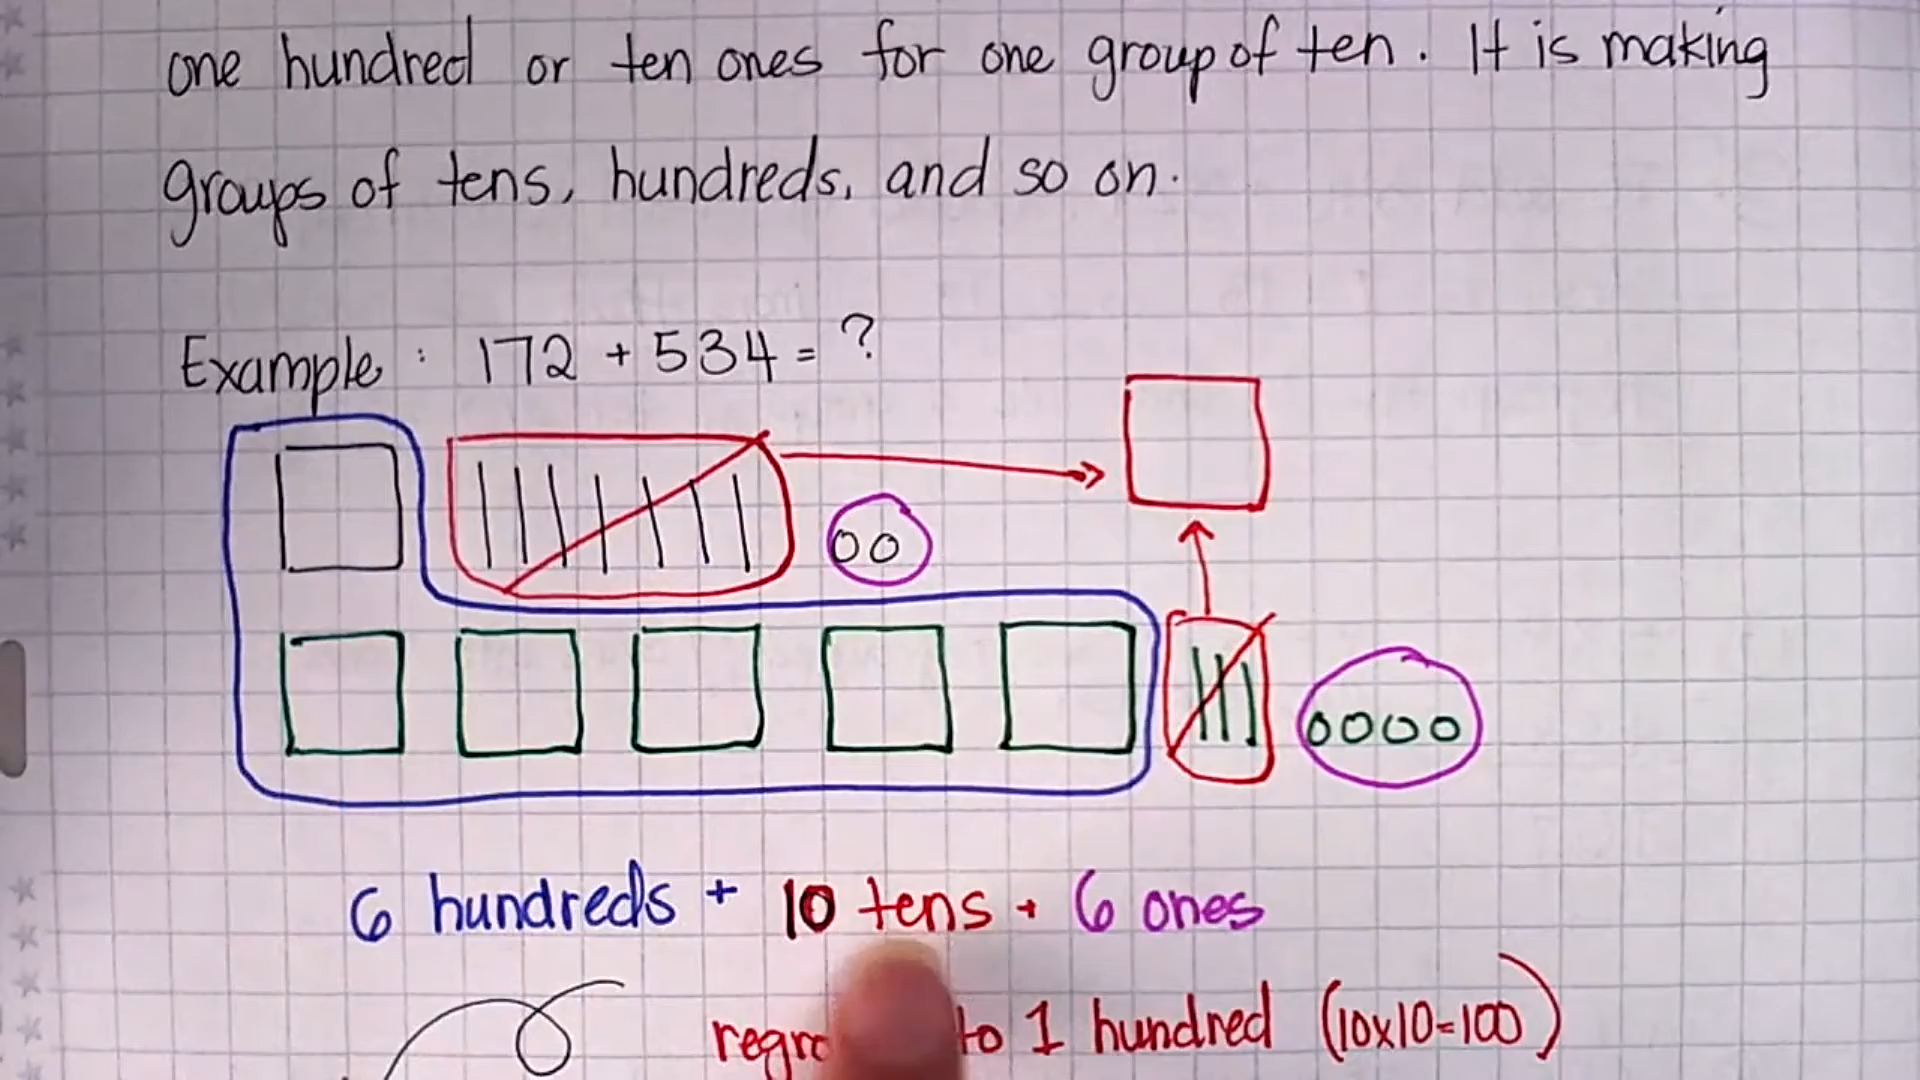 one hundred or ten ones for one group of ten. It is making
groups of tens, hundreds, and so on.
Example : 172 + 534 = ?
6 hundreds + 10 tens + 6 ones
to 1 hundred (10x10=100)